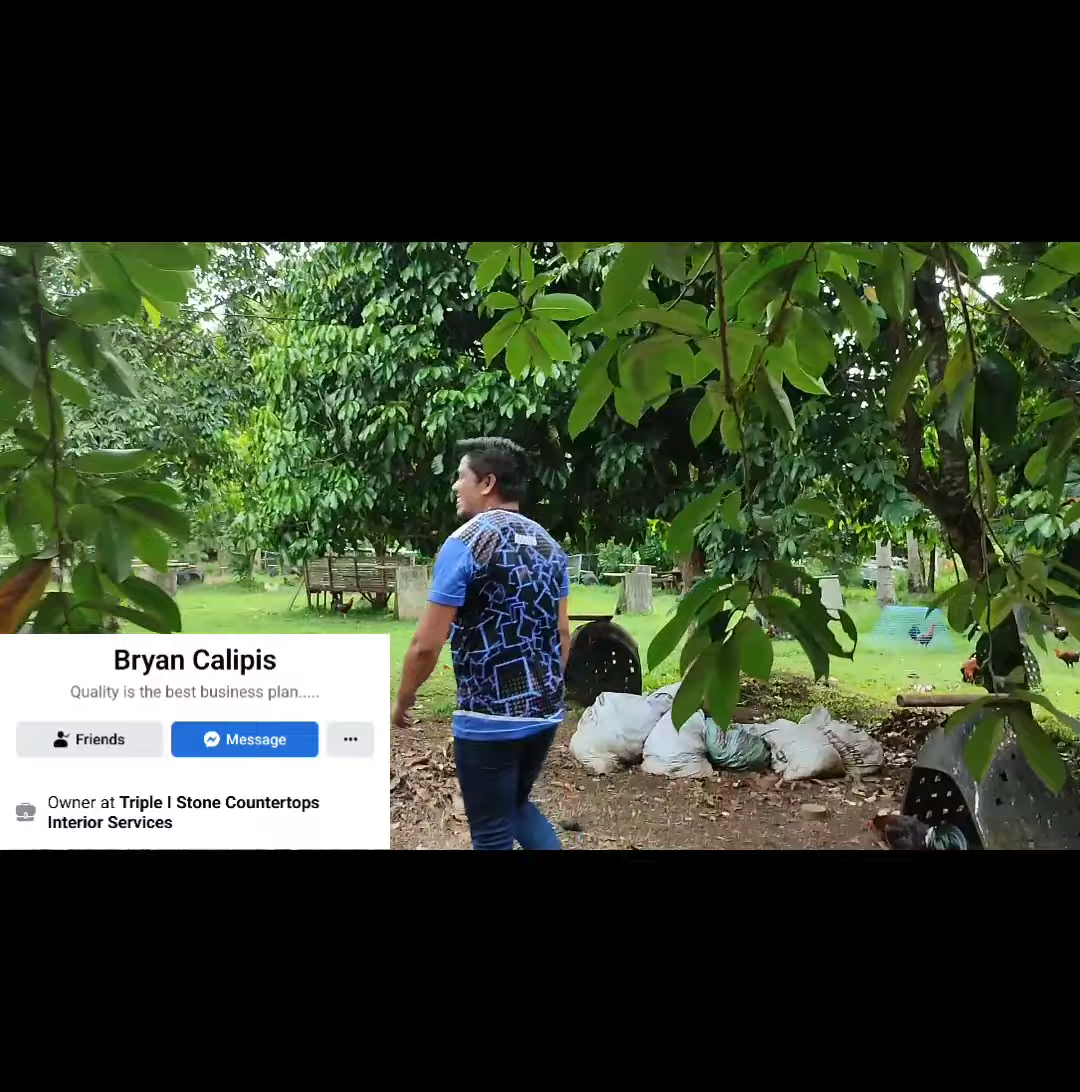 Bryan Calipis
Quality is the best business plan.....
Friends
Message
Owner at Triple I Stone Countertops
Interior Services